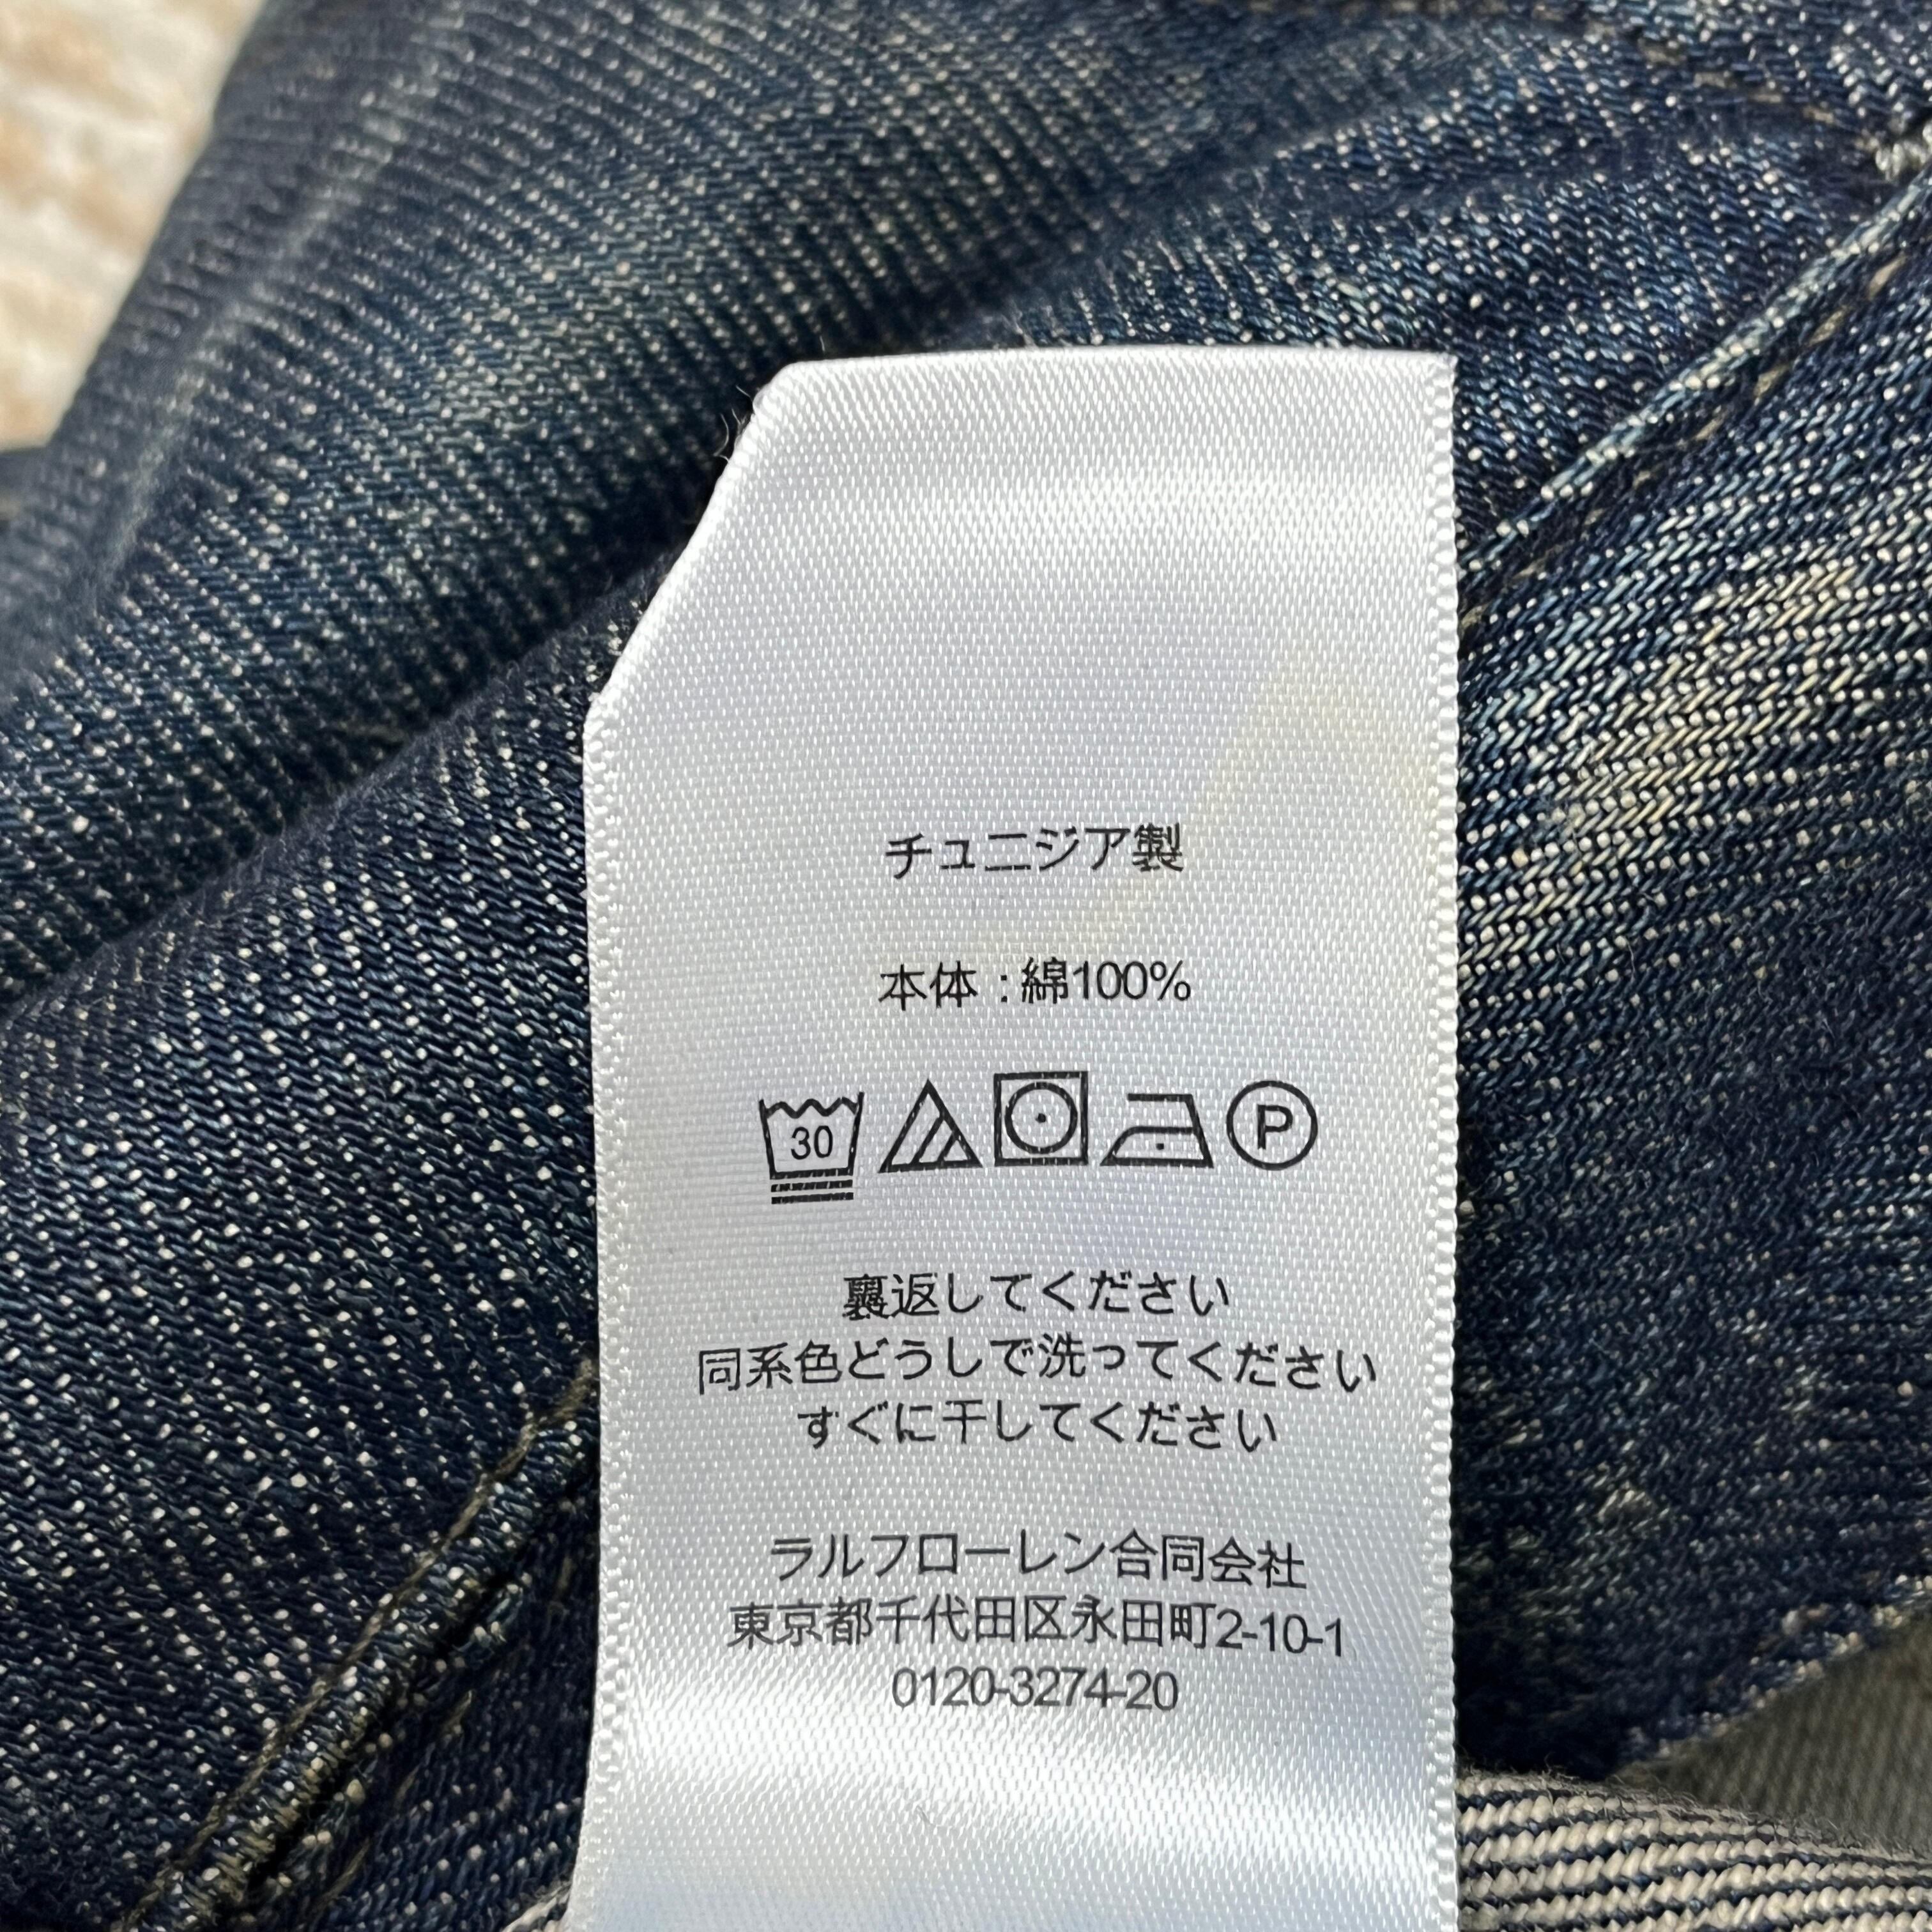 チュニジア製
本体：綿100%
30
P
裏返してください
同系色どうしで洗ってください
すぐに干してください
ラルフローレン合同会社
東京都千代田区永田町2-10-1
0120-3274-20